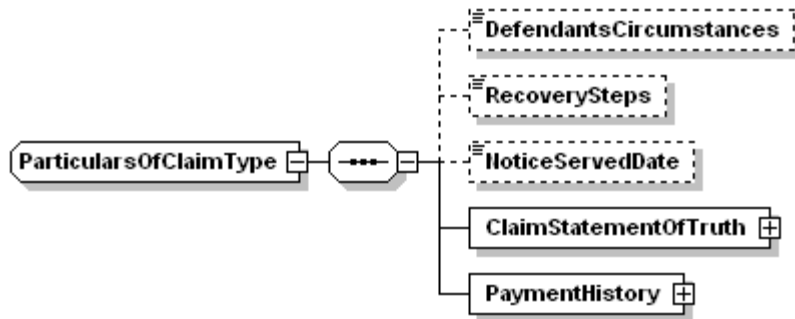 DefendantsCircumstances
RecoverySteps
ParticularsOfClaimType
NoticeServedDate
ClaimStatementOfTruth
PaymentHistory